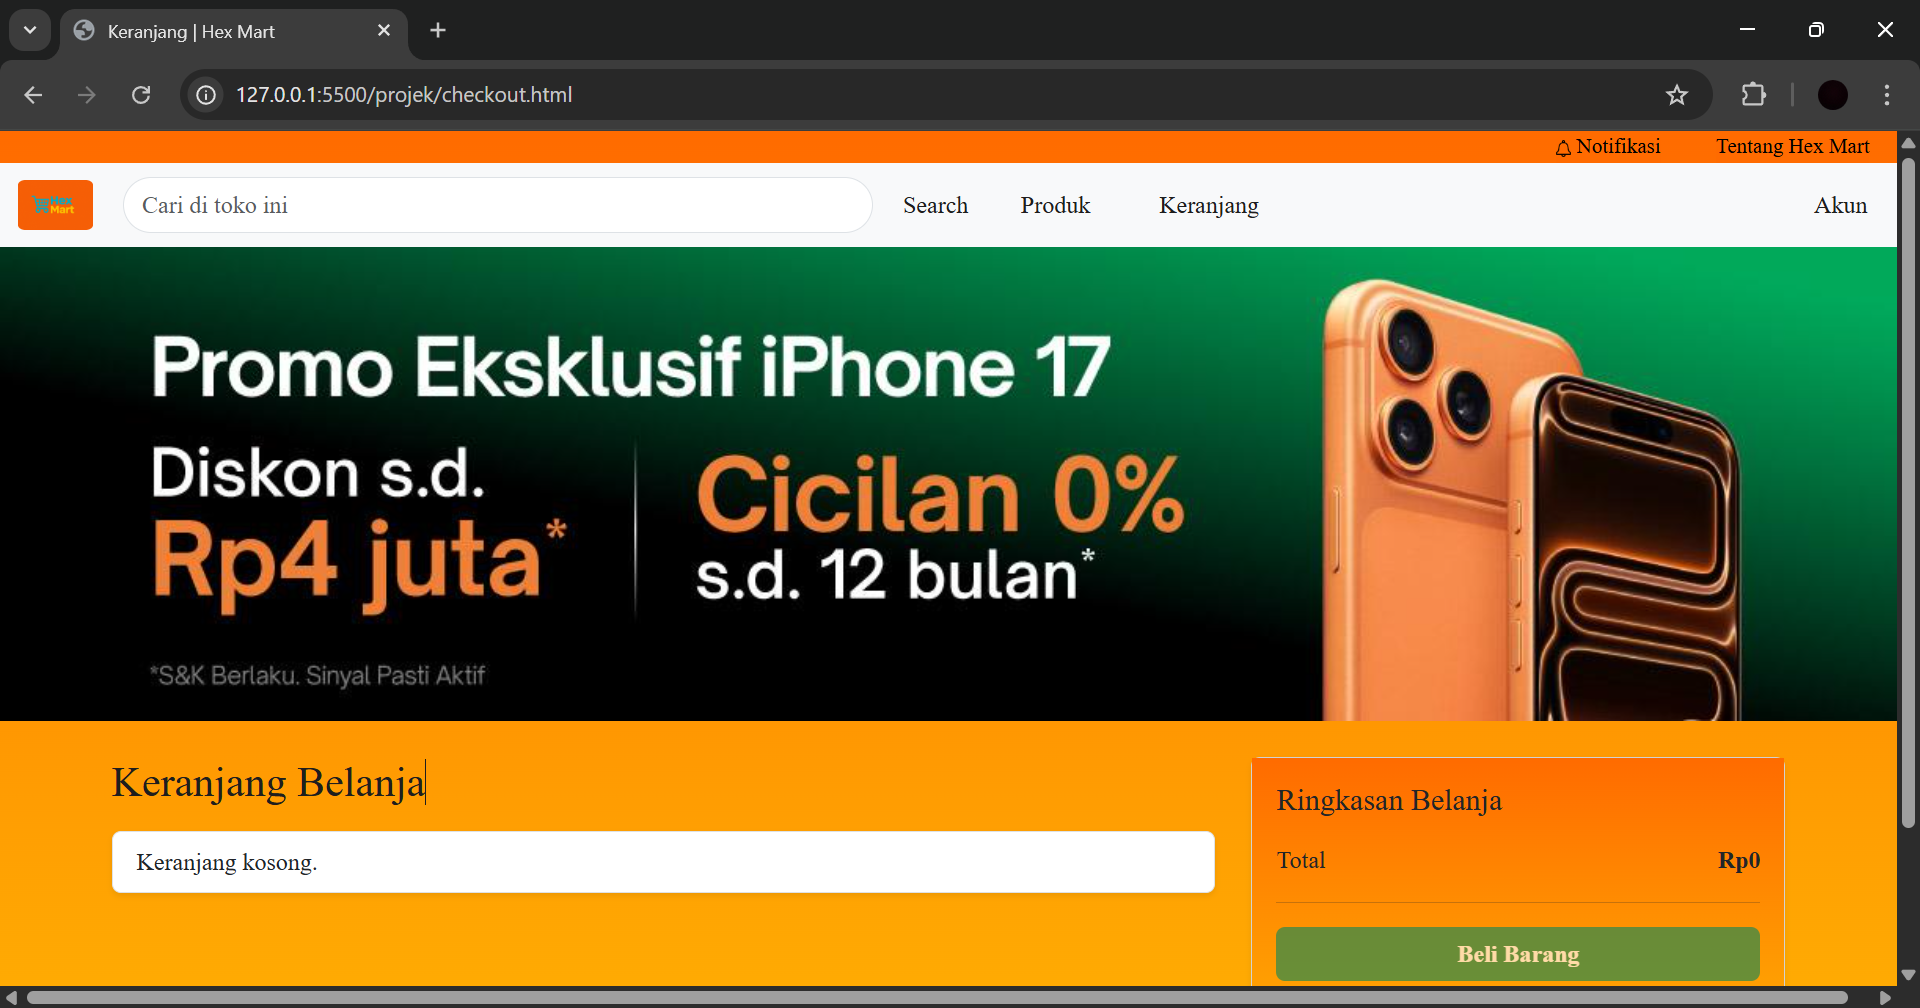 Keranjang | Hex Mart
127.0.0.1:5500/projek/checkout.html
Notifikasi
Tentang Hex Mart
Hex
Mart
Cari di toko ini
Search
Produk
Keranjang
Akun
Promo Eksklusif iPhone 17
Diskon s.d.
Rp4 juta*
Cicilan 0%
s.d. 12 bulan*
*S&K Berlaku. Sinyal Pasti Aktif
Keranjang Belanja
Keranjang kosong.
Ringkasan Belanja
Total Rp0
Beli Barang